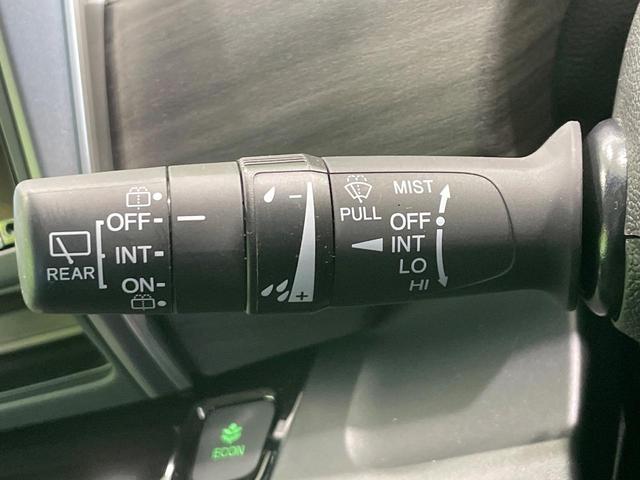 REAR
OFF
INT
ON
−
+
PULL
MIST
OFF
INT
LO
HI
ECON